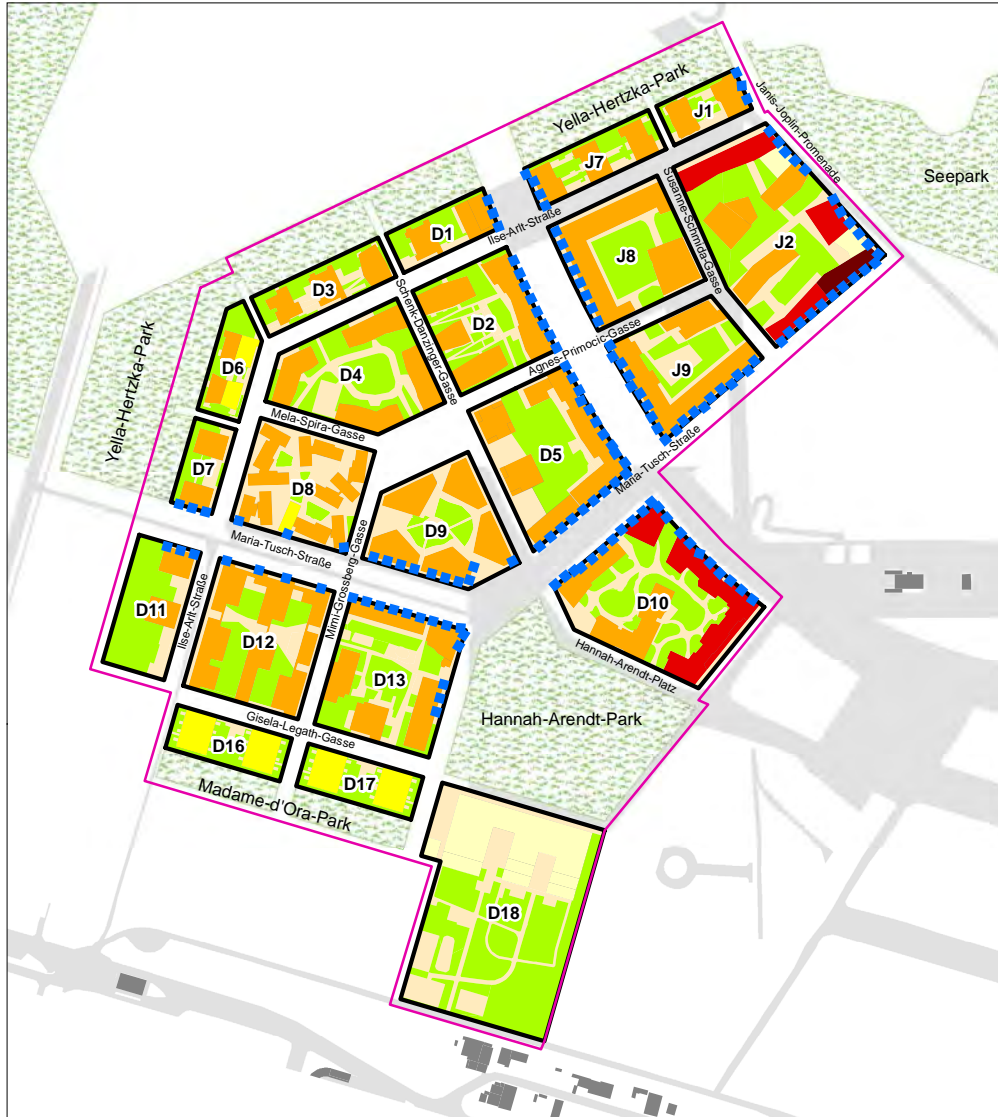 Yella-Hertzka-Park
Janis-Joplin-Promenade
J1
J7
Seepark
Susanne-Schmida-Gasse
Ilse-Arlt-Straße
D1
J8
J2
D3
Schenk-Danzinger-Gasse
D2
Agnes-Primocic-Gasse
D6
D4
J9
Yella-Hertzka-Park
Mela-Spira-Gasse
D7
D5
Maria-Tusch-Straße
D8
D9
Maria-Tusch-Straße
Mimi-Grossberg-Gasse
D11
Ilse-Arlt-Straße
D12
D10
D13
Hannah-Arendt-Platz
Hannah-Arendt-Park
Gisela-Legath-Gasse
D16
D17
Madame-d'Ora-Park
D18